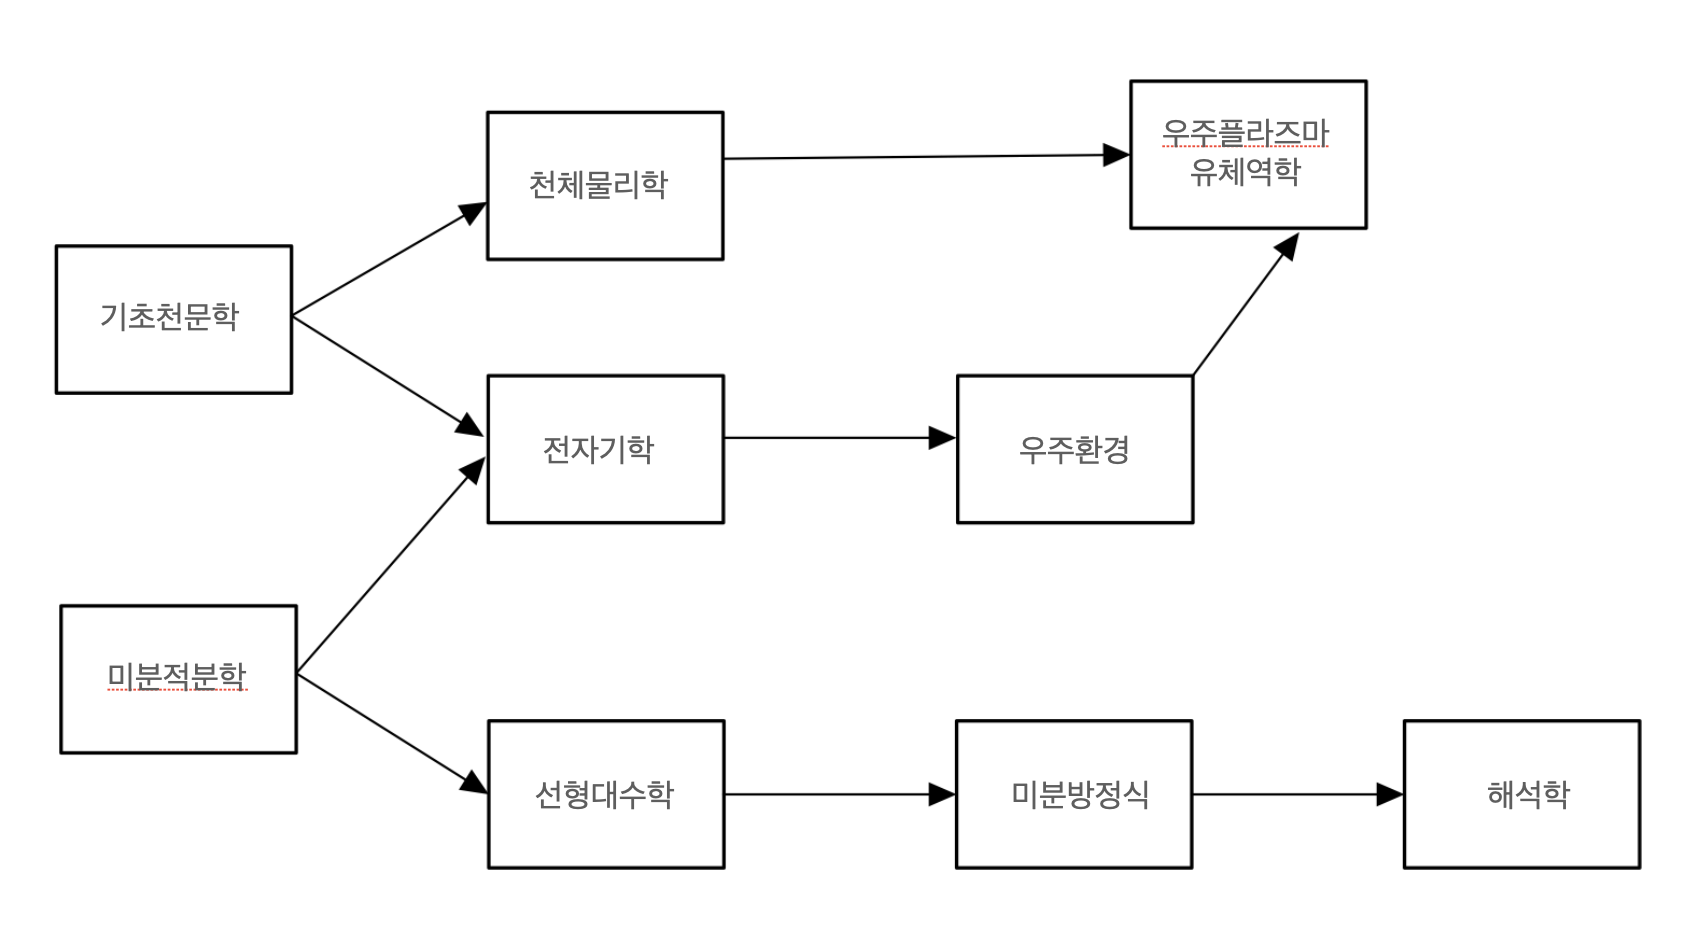 우주플라즈마
유체역학
천체물리학
기초천문학
전자기학
우주환경
미분적분학
선형대수학
미분방정식
해석학